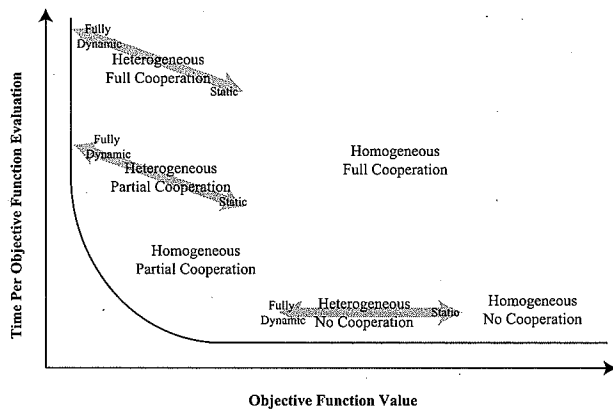 Time Per Objective Function Evaluation
Fully
Dynamic
Heterogeneous
Full Cooperation
Static
Fully
Dynamic
Heterogeneous
Partial Cooperation
Static
Homogeneous
Full Cooperation
Homogeneous
Partial Cooperation
Fully
Dynamic
Heterogeneous
No Cooperation
Static
Homogeneous
No Cooperation
Objective Function Value